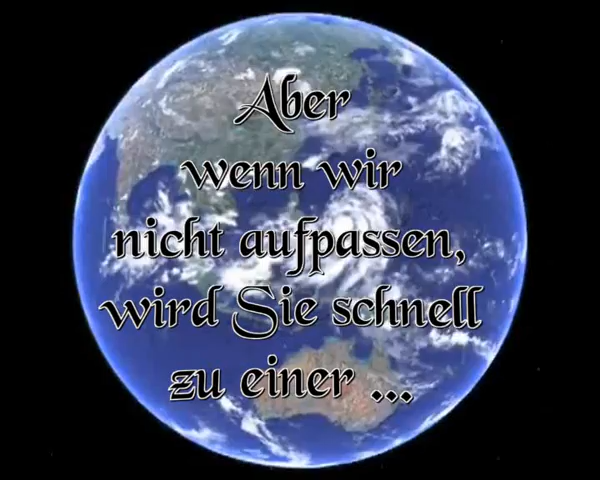 Aber
wenn wir
nicht aufpassen,
wird Sie schnell
zu einer ...